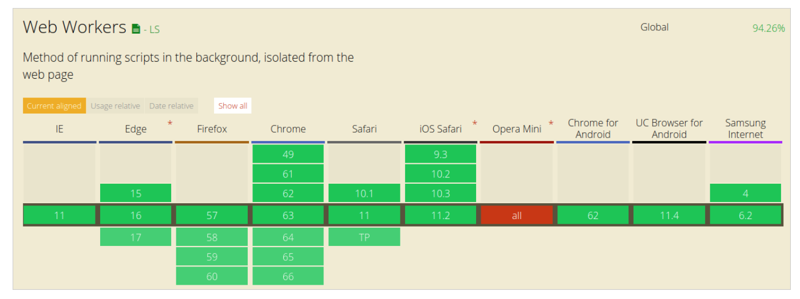 Web Workers - LS
Global 94.26%
Method of running scripts in the background, isolated from the
web page
Current aligned Usage relative Date relative Show all
IE Edge * Firefox Chrome Safari iOS Safari * Opera Mini * Chrome for Android UC Browser for Android Samsung Internet
49 9.3
61 10.2
15 62 10.1 10.3 4
11 16 57 63 11 11.2 all 62 11.4 6.2
17 58 64 TP
59 65
60 66